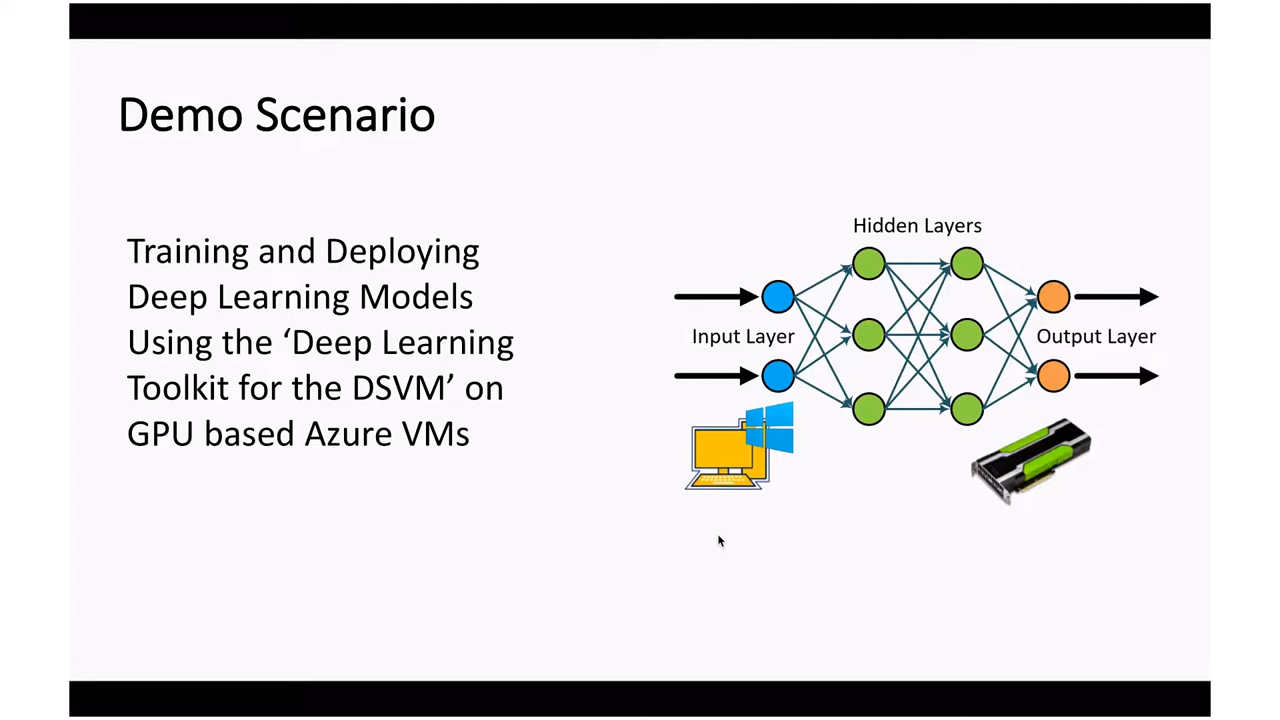 Demo Scenario
Training and Deploying
Deep Learning Models
Using the ‘Deep Learning
Toolkit for the DSVM’ on
GPU based Azure VMs
Hidden Layers
Input Layer
Output Layer